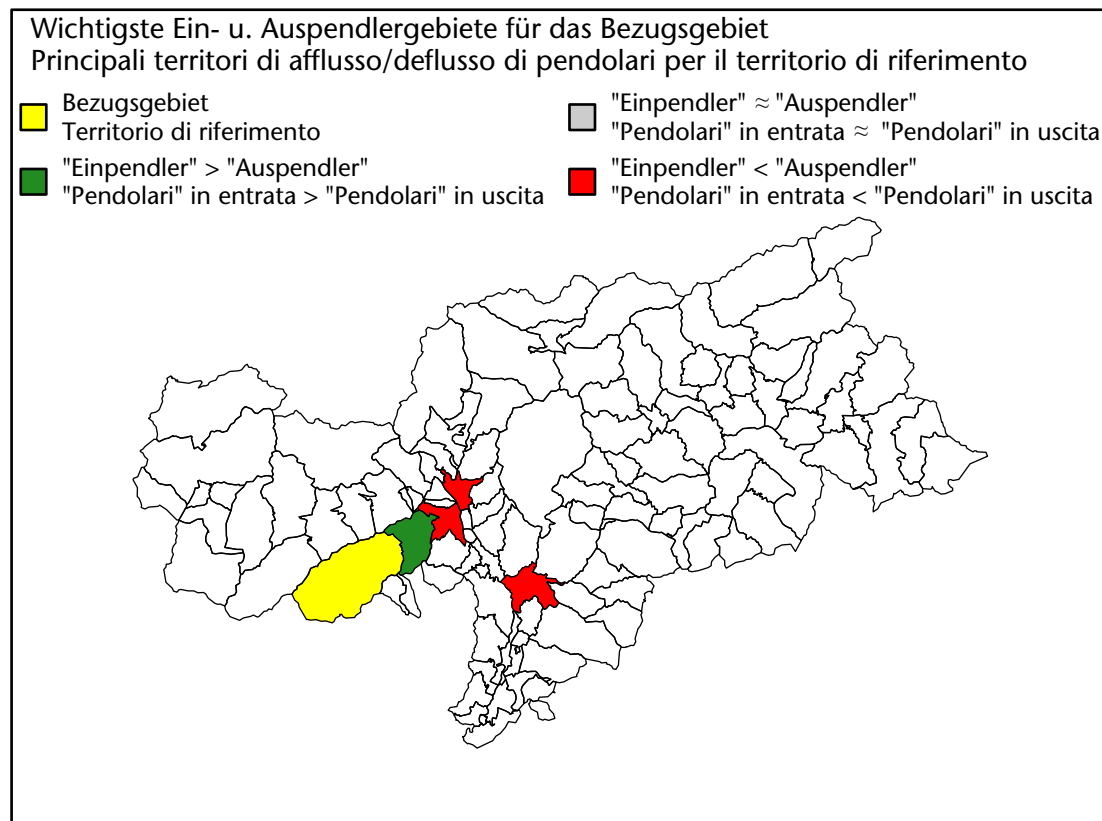 Wichtigste Ein- u. Auspendlergebiete für das Bezugsgebiet
Principali territori di afflusso/deflusso di pendolari per il territorio di riferimento
Bezugsgebiet
Territorio di riferimento
"Einpendler" > "Auspendler"
"Pendolari" in entrata > "Pendolari" in uscita
"Einpendler" ≈ "Auspendler"
"Pendolari" in entrata ≈ "Pendolari" in uscita
"Einpendler" < "Auspendler"
"Pendolari" in entrata < "Pendolari" in uscita